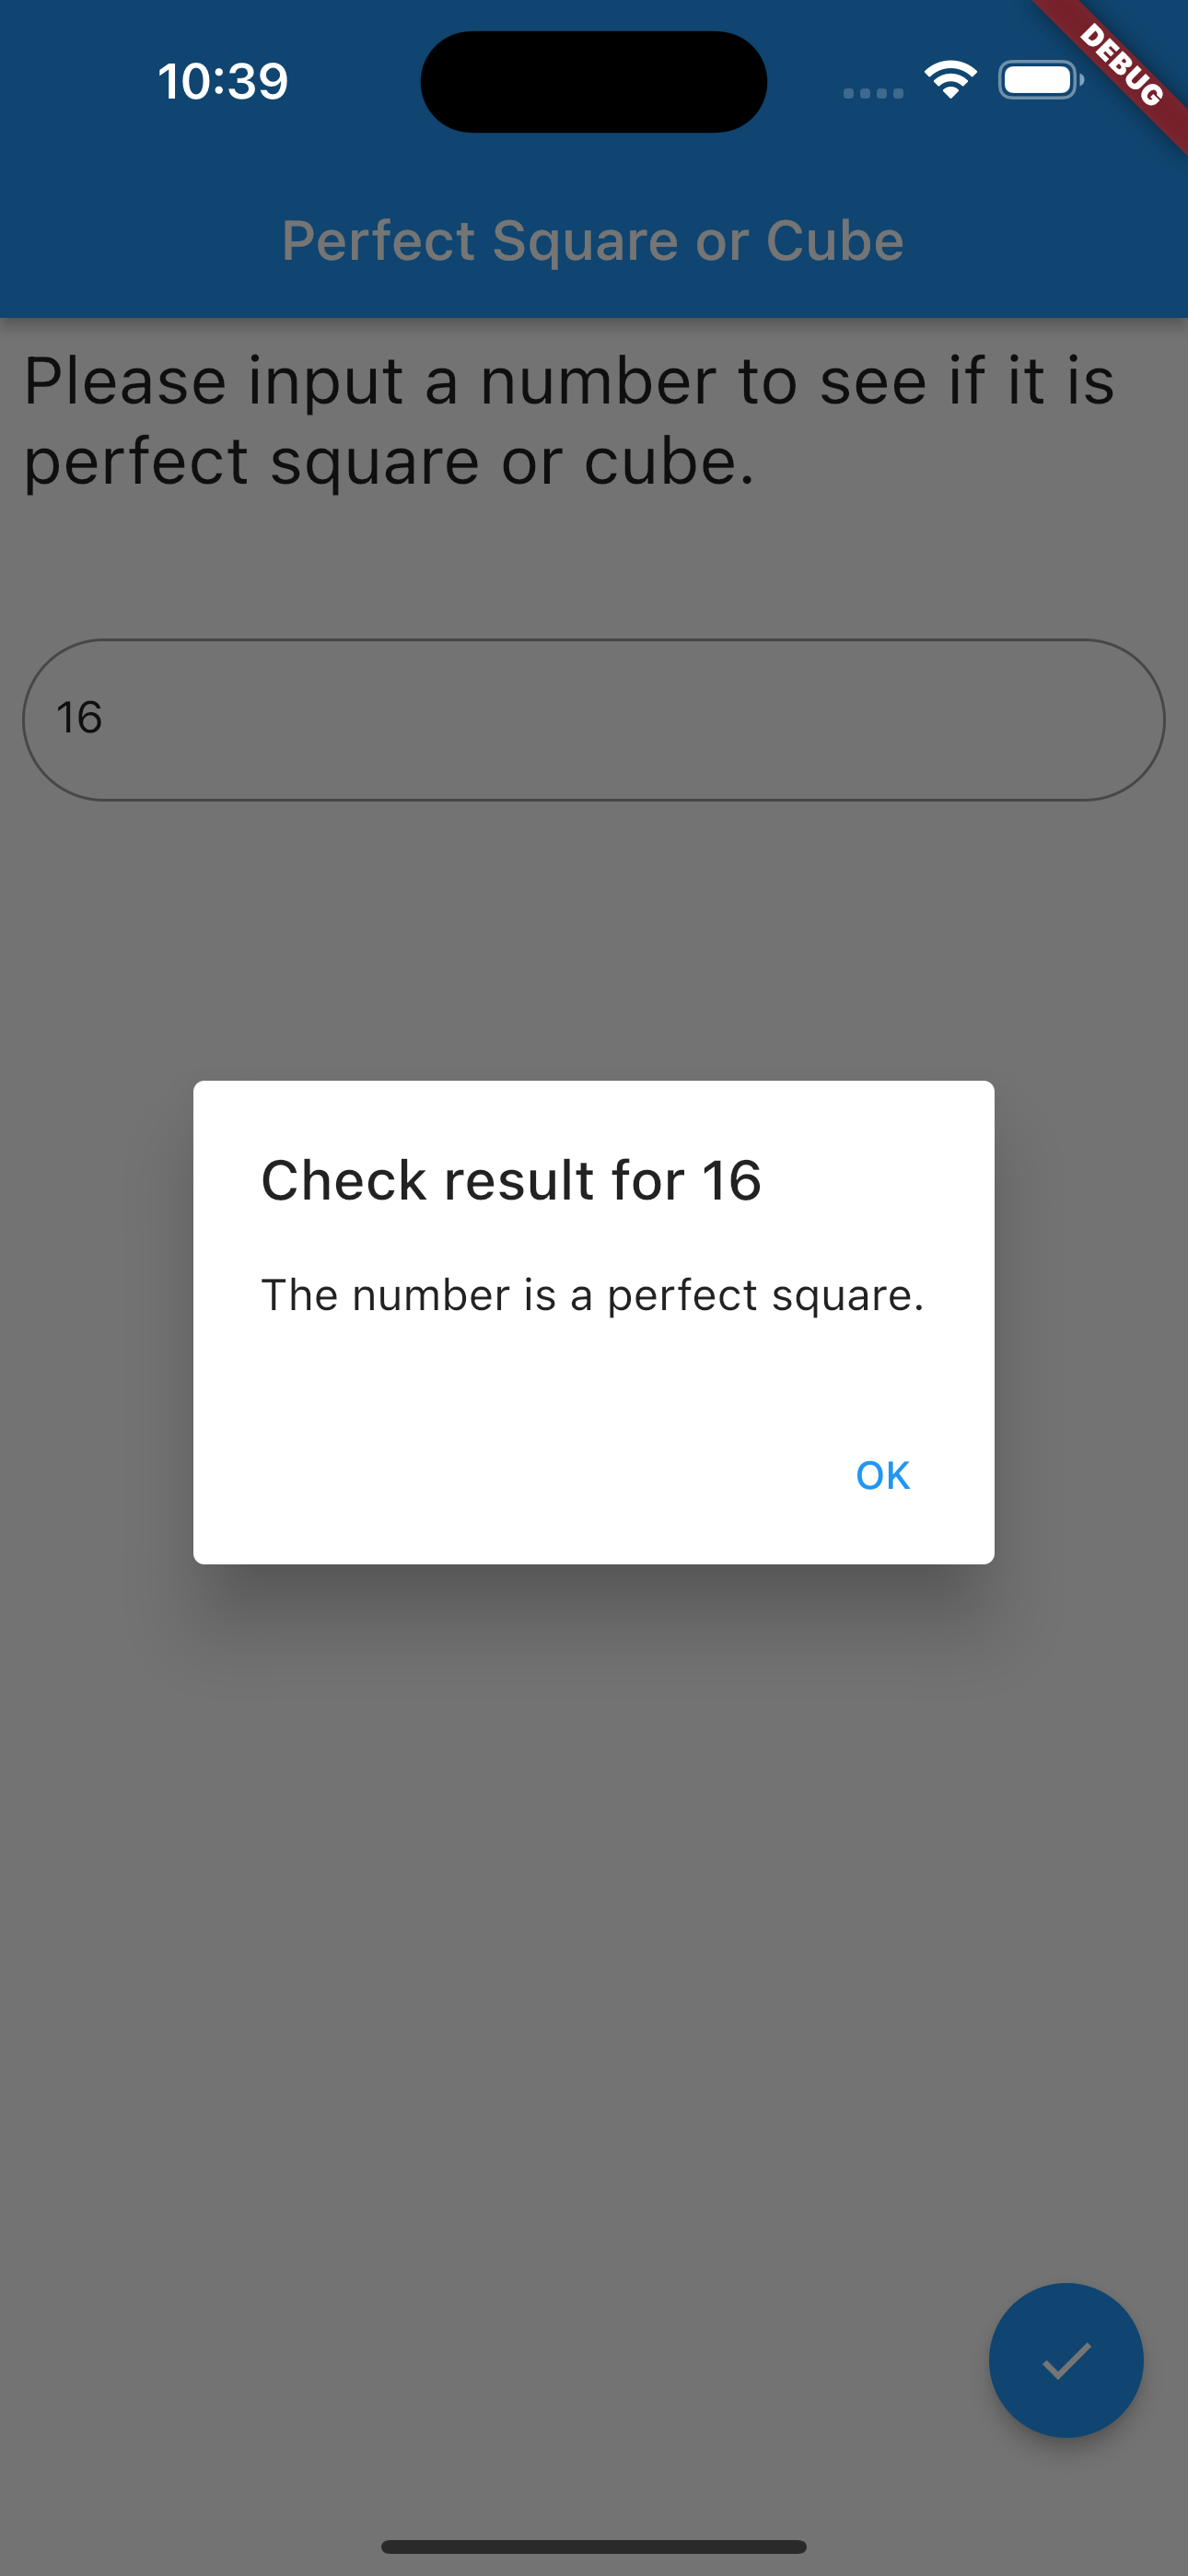 10:39
DEBUG
Perfect Square or Cube
Please input a number to see if it is
perfect square or cube.
16
Check result for 16
The number is a perfect square.
OK